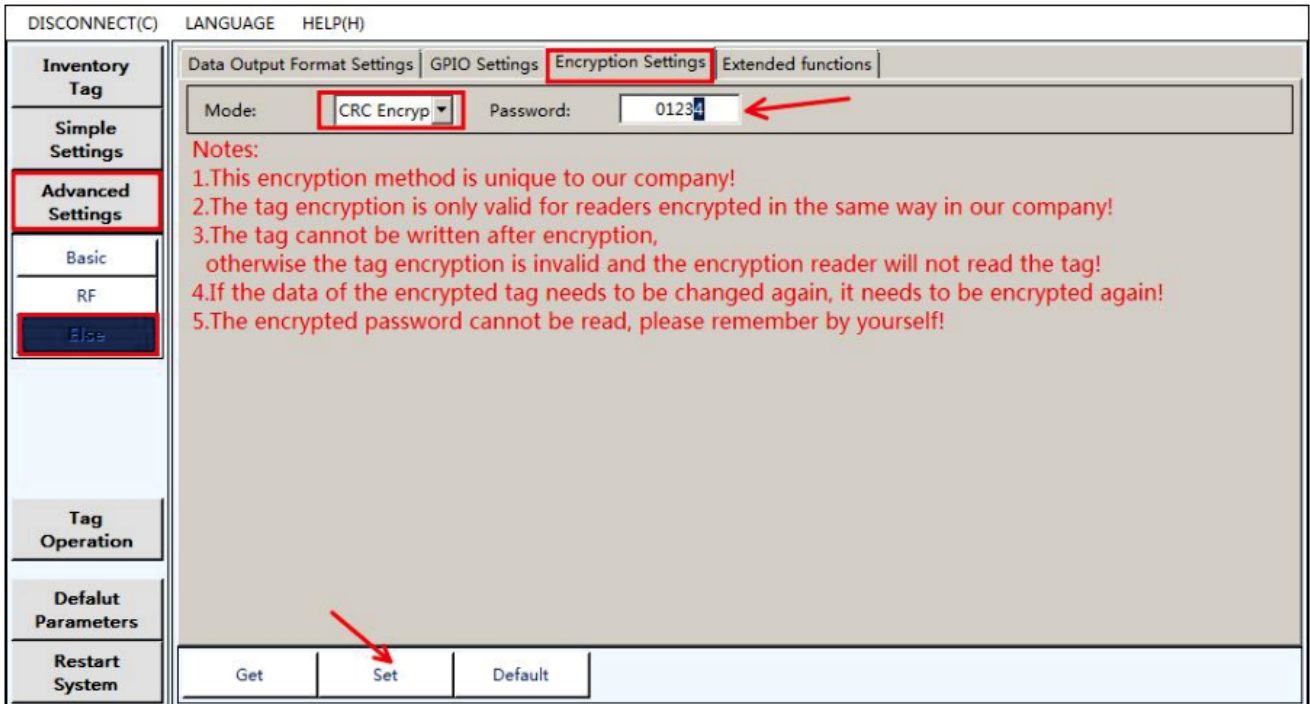 DISCONNECT(C) LANGUAGE HELP(H)
Inventory
Tag
Simple
Settings
Advanced
Settings
Basic
RF
Else
Tag
Operation
Defalut
Parameters
Restart
System
Data Output Format Settings GPIO Settings Encryption Settings Extended functions
Mode: CRC Encryp Password: 01234
Notes:
1.This encryption method is unique to our company!
2.The tag encryption is only valid for readers encrypted in the same way in our company!
3.The tag cannot be written after encryption,
otherwise the tag encryption is invalid and the encryption reader will not read the tag!
4.If the data of the encrypted tag needs to be changed again, it needs to be encrypted again!
5.The encrypted password cannot be read, please remember by yourself!
Get Set Default